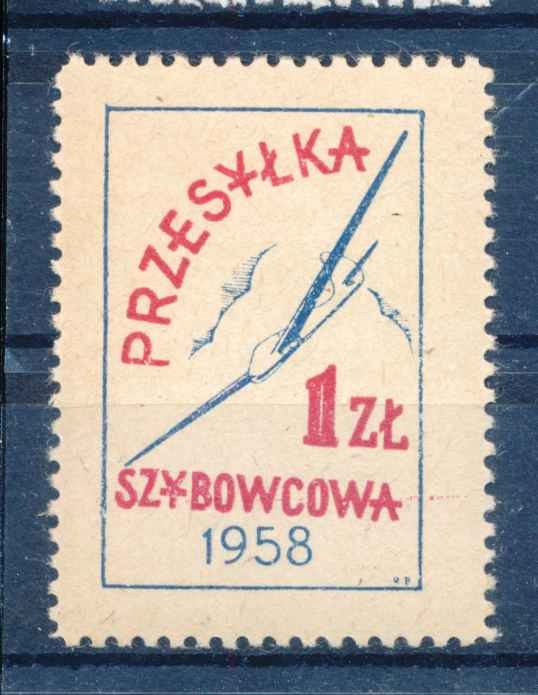 PRZESYŁKA
1 ZŁ
SZYBOWCOWA
1958